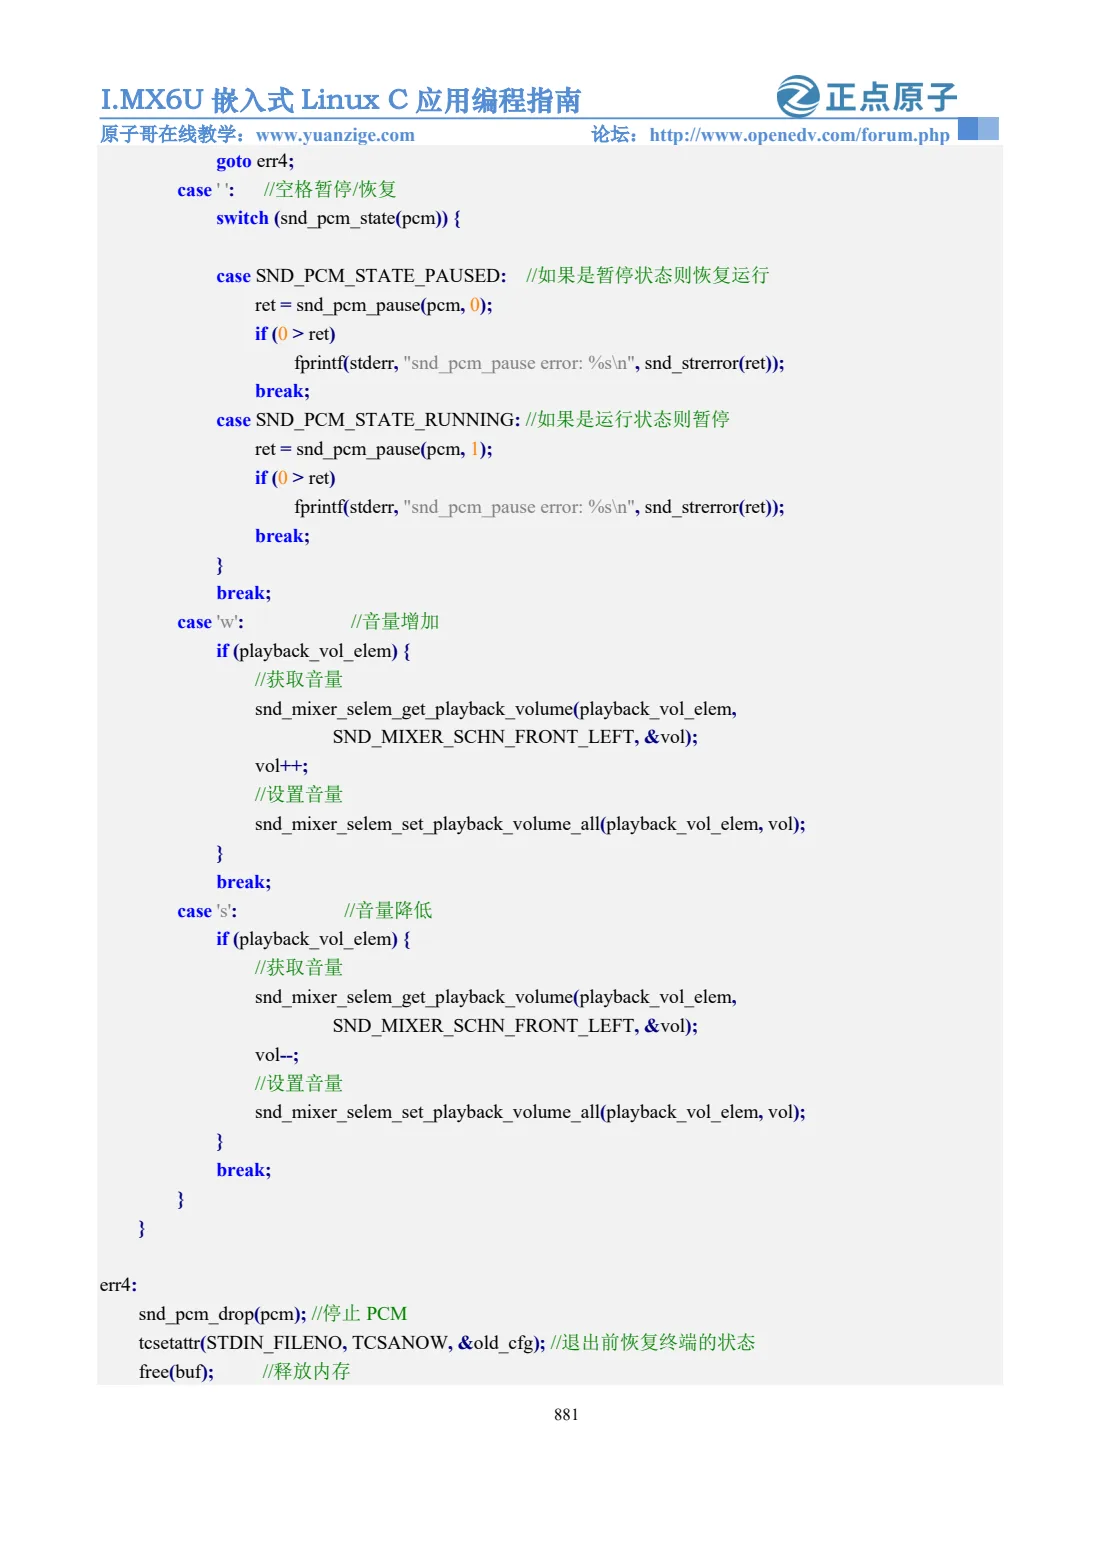 I.MX6U 嵌入式 Linux C 应用编程指南
正点原子
原子哥在线教学：www.yuanzige.com 论坛：http://www.openedv.com/forum.php
goto err4;
case ' ': //空格暂停/恢复
switch (snd_pcm_state(pcm)) {
case SND_PCM_STATE_PAUSED: //如果是暂停状态则恢复运行
ret = snd_pcm_pause(pcm, 0);
if (0 > ret)
fprintf(stderr, "snd_pcm_pause error: %s\n", snd_strerror(ret));
break;
case SND_PCM_STATE_RUNNING: //如果是运行状态则暂停
ret = snd_pcm_pause(pcm, 1);
if (0 > ret)
fprintf(stderr, "snd_pcm_pause error: %s\n", snd_strerror(ret));
break;
}
break;
case 'w': //音量增加
if (playback_vol_elem) {
//获取音量
snd_mixer_selem_get_playback_volume(playback_vol_elem,
SND_MIXER_SCHN_FRONT_LEFT, &vol);
vol++;
//设置音量
snd_mixer_selem_set_playback_volume_all(playback_vol_elem, vol);
}
break;
case 's': //音量降低
if (playback_vol_elem) {
//获取音量
snd_mixer_selem_get_playback_volume(playback_vol_elem,
SND_MIXER_SCHN_FRONT_LEFT, &vol);
vol--;
//设置音量
snd_mixer_selem_set_playback_volume_all(playback_vol_elem, vol);
}
break;
}
}
err4:
snd_pcm_drop(pcm); //停止 PCM
tcsetattr(STDIN_FILENO, TCSANOW, &old_cfg); //退出前恢复终端的状态
free(buf); //释放内存
881